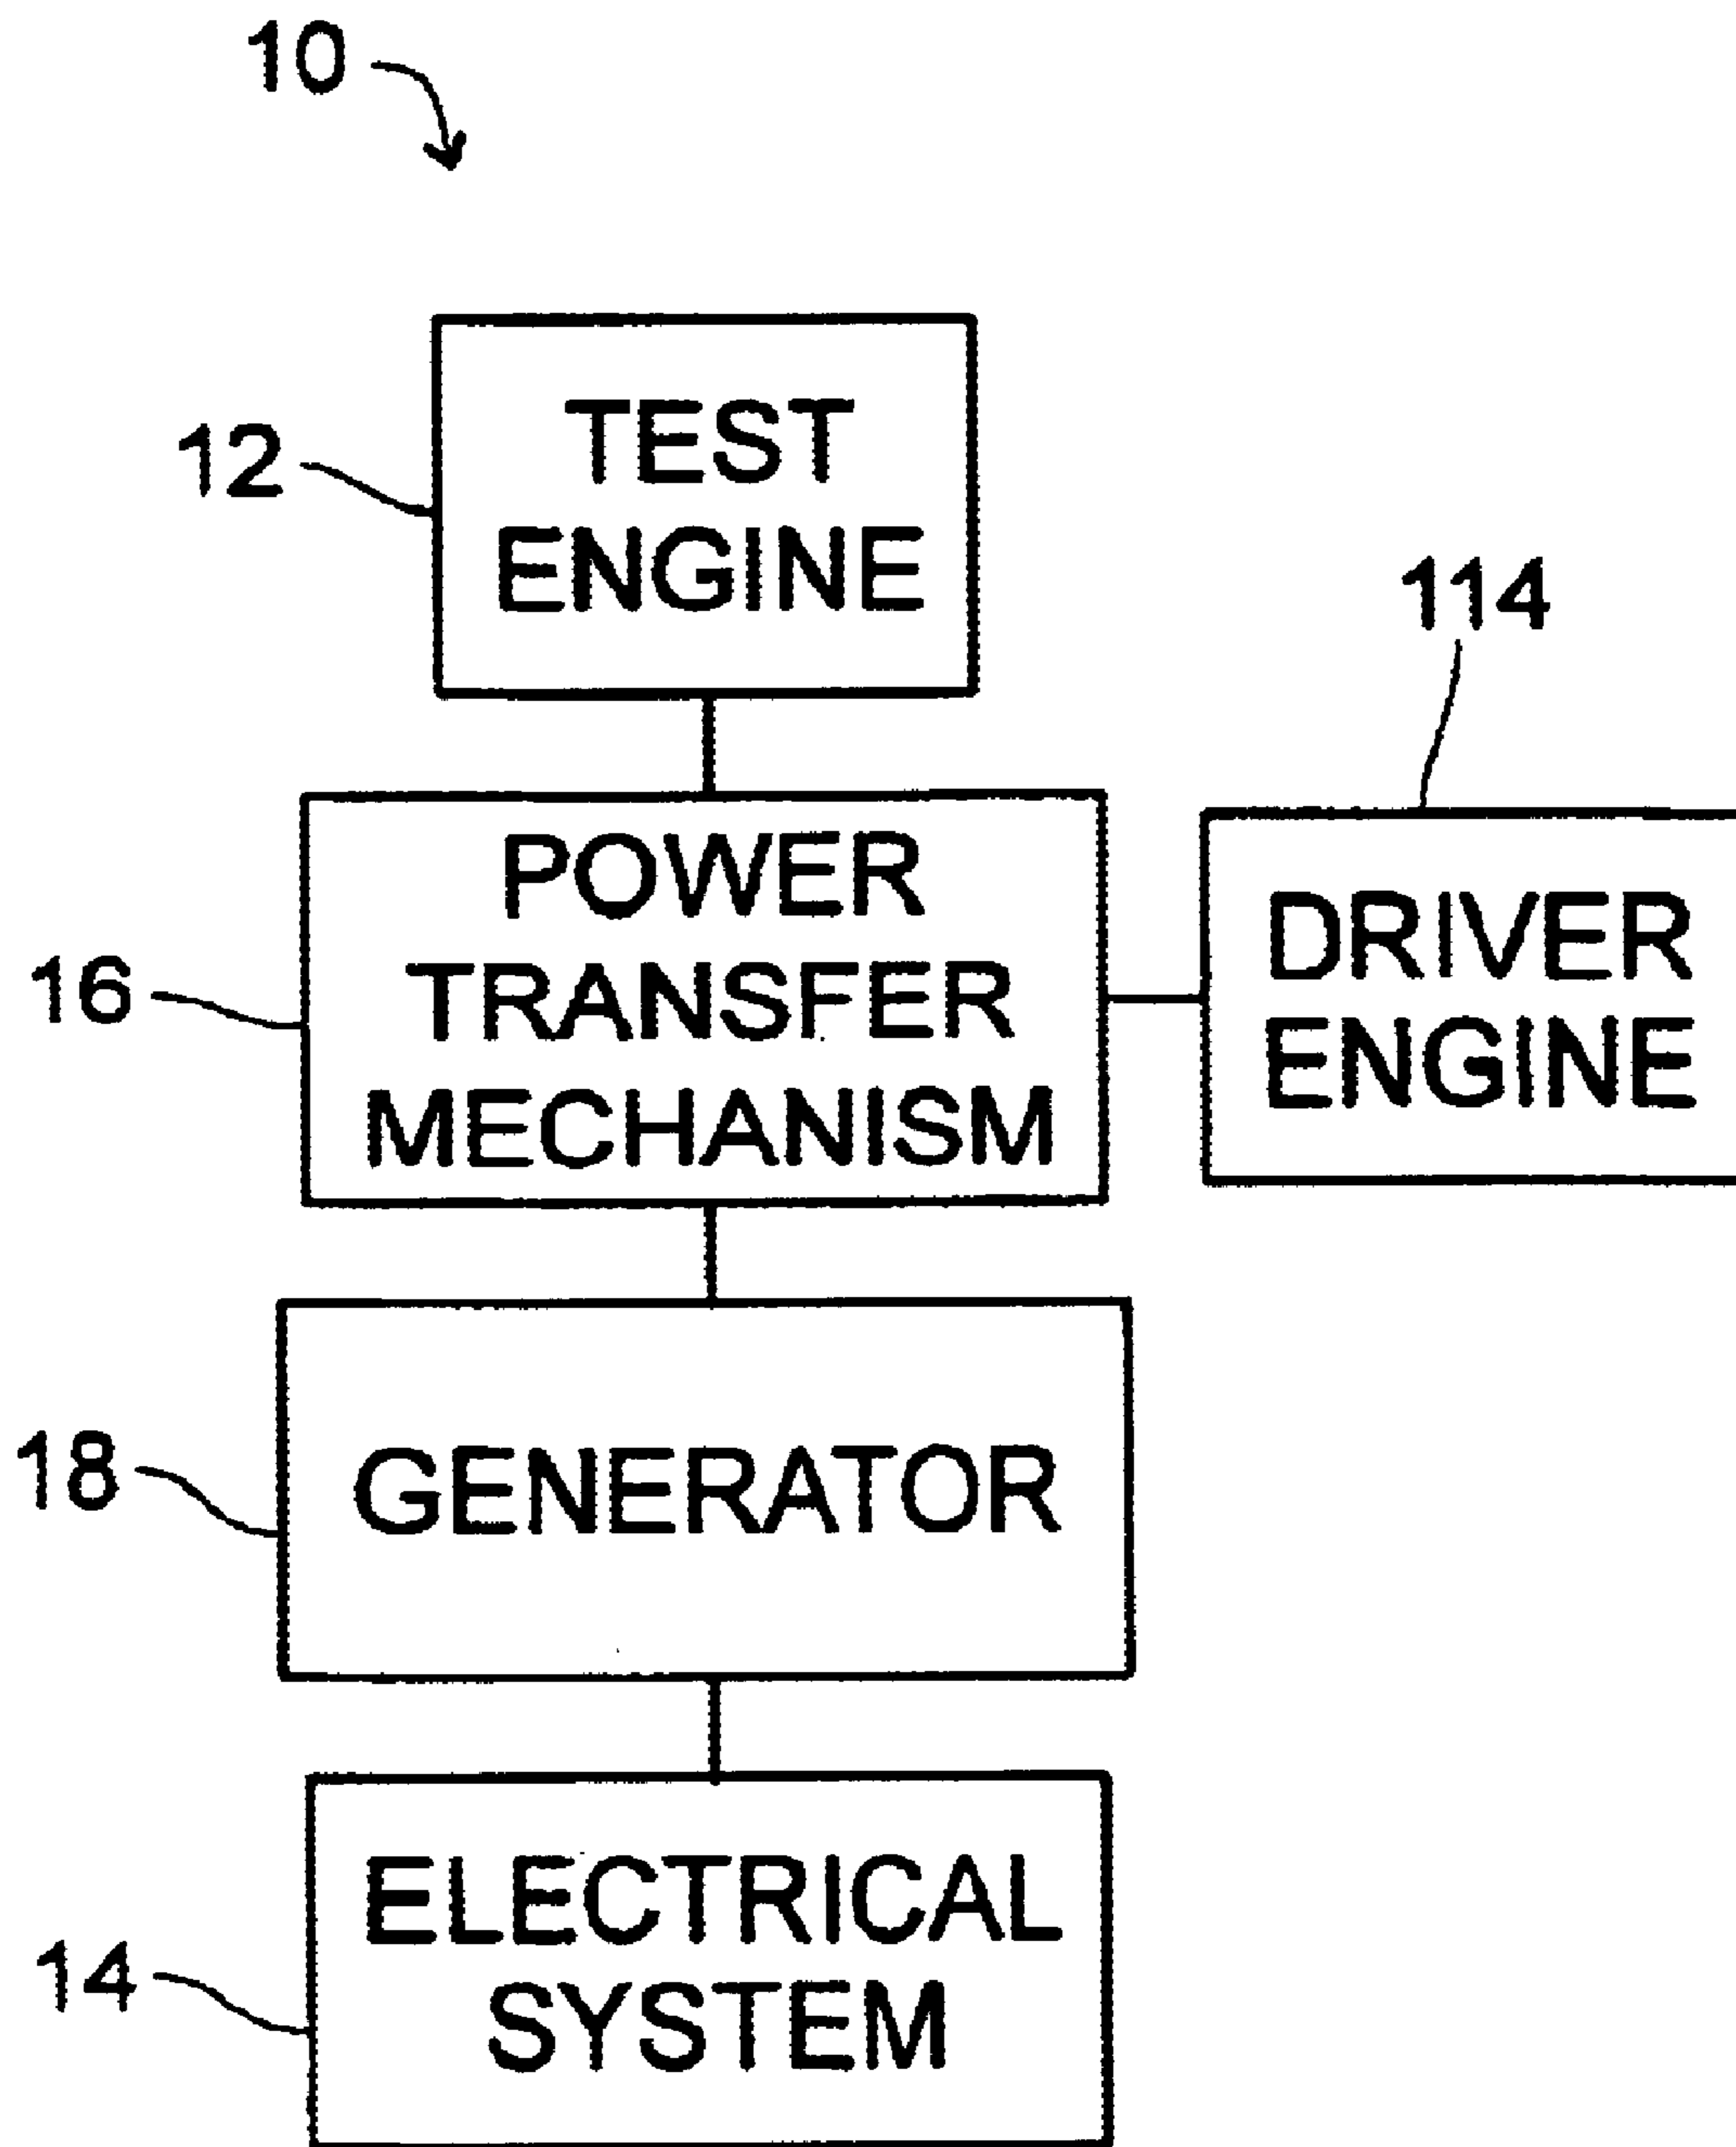 10
12
TEST
ENGINE
114
16
POWER
TRANSFER
MECHANISM
DRIVER
ENGINE
18
GENERATOR
14
ELECTRICAL
SYSTEM